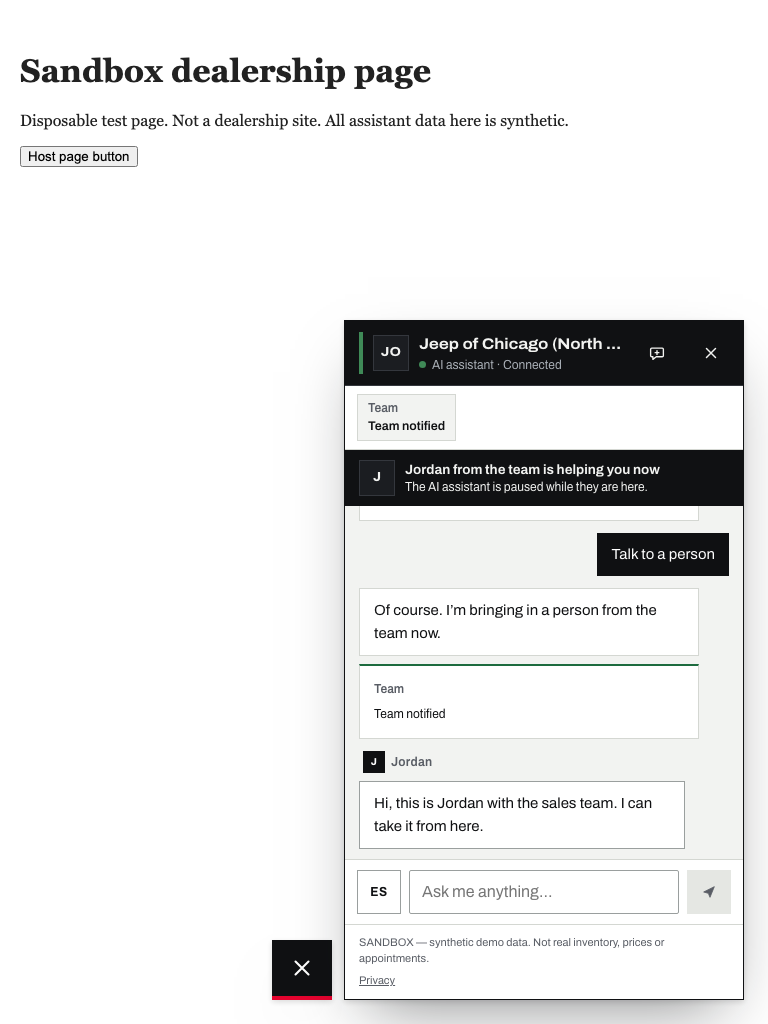 Sandbox dealership page
Disposable test page. Not a dealership site. All assistant data here is synthetic.
Host page button
JO
Jeep of Chicago (North ...
AI assistant · Connected
Team
Team notified
J
Jordan from the team is helping you now
The AI assistant is paused while they are here.
Talk to a person
Of course. I’m bringing in a person from the
team now.
Team
Team notified
J
Jordan
Hi, this is Jordan with the sales team. I can
take it from here.
ES
Ask me anything...
SANDBOX — synthetic demo data. Not real inventory, prices or
appointments.
Privacy